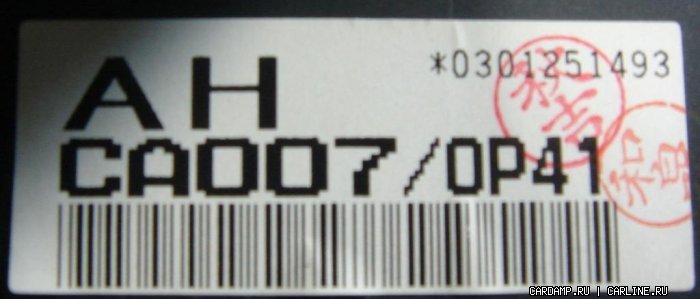 *0301251493
AH
CA007/0P41
CARDAMP.RU | CARLINE.RU